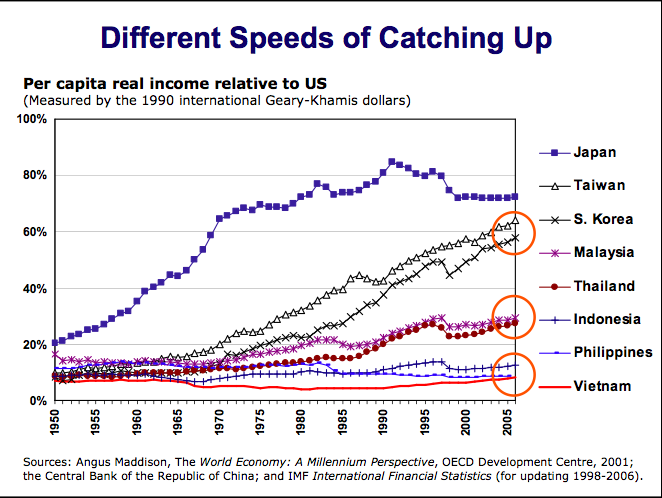 Different Speeds of Catching Up
Per capita real income relative to US
(Measured by the 1990 international Geary-Khamis dollars)
100%
80%
60%
40%
20%
0%
1950
1955
1960
1965
1970
1975
1980
1985
1990
1995
2000
2005
Japan
Taiwan
S. Korea
Malaysia
Thailand
Indonesia
Philippines
Vietnam
Sources: Angus Maddison, The World Economy: A Millennium Perspective, OECD Development Centre, 2001;
the Central Bank of the Republic of China; and IMF International Financial Statistics (for updating 1998-2006).